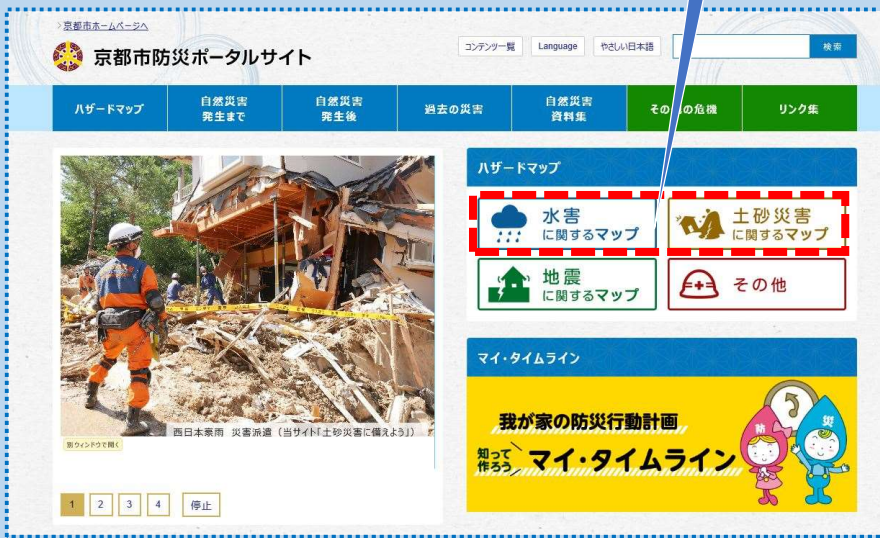 >京都市ホームページへ
京都市防災ポータルサイト
コンテンツ一覧
Language
やさしい日本語
検索
ハザードマップ
自然災害
発生まで
自然災害
発生後
過去の災害
自然災害
資料集
その の危機
リンク集
ハザードマップ
水害
に関するマップ
土砂災害
に関するマップ
地震
に関するマップ
その他
西日本豪雨 災害派遣（当サイト「土砂災害に備えよう」）
別ウィンドウで開く
1 2 3 4 停止
マイ・タイムライン
我が家の防災行動計画
知って
作ろう
マイ・タイムライン
防
災